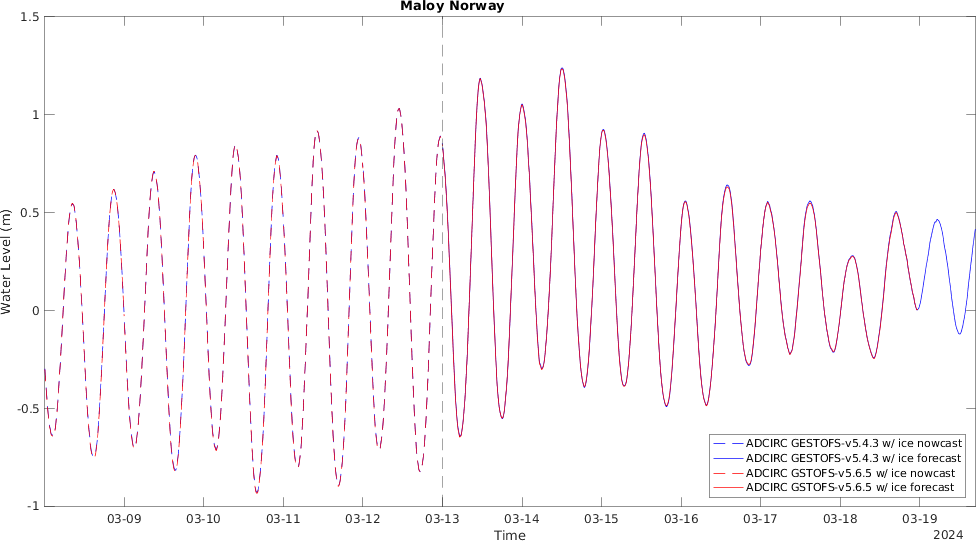 Maloy Norway
1.5
1
0.5
0
-0.5
-1
Water Level (m)
03-09 03-10 03-11 03-12 03-13 03-14 03-15 03-16 03-17 03-18 03-19
Time
2024
ADCIRC GESTOFS-v5.4.3 w/ ice nowcast
ADCIRC GESTOFS-v5.4.3 w/ ice forecast
ADCIRC GSTOFS-v5.6.5 w/ ice nowcast
ADCIRC GSTOFS-v5.6.5 w/ ice forecast